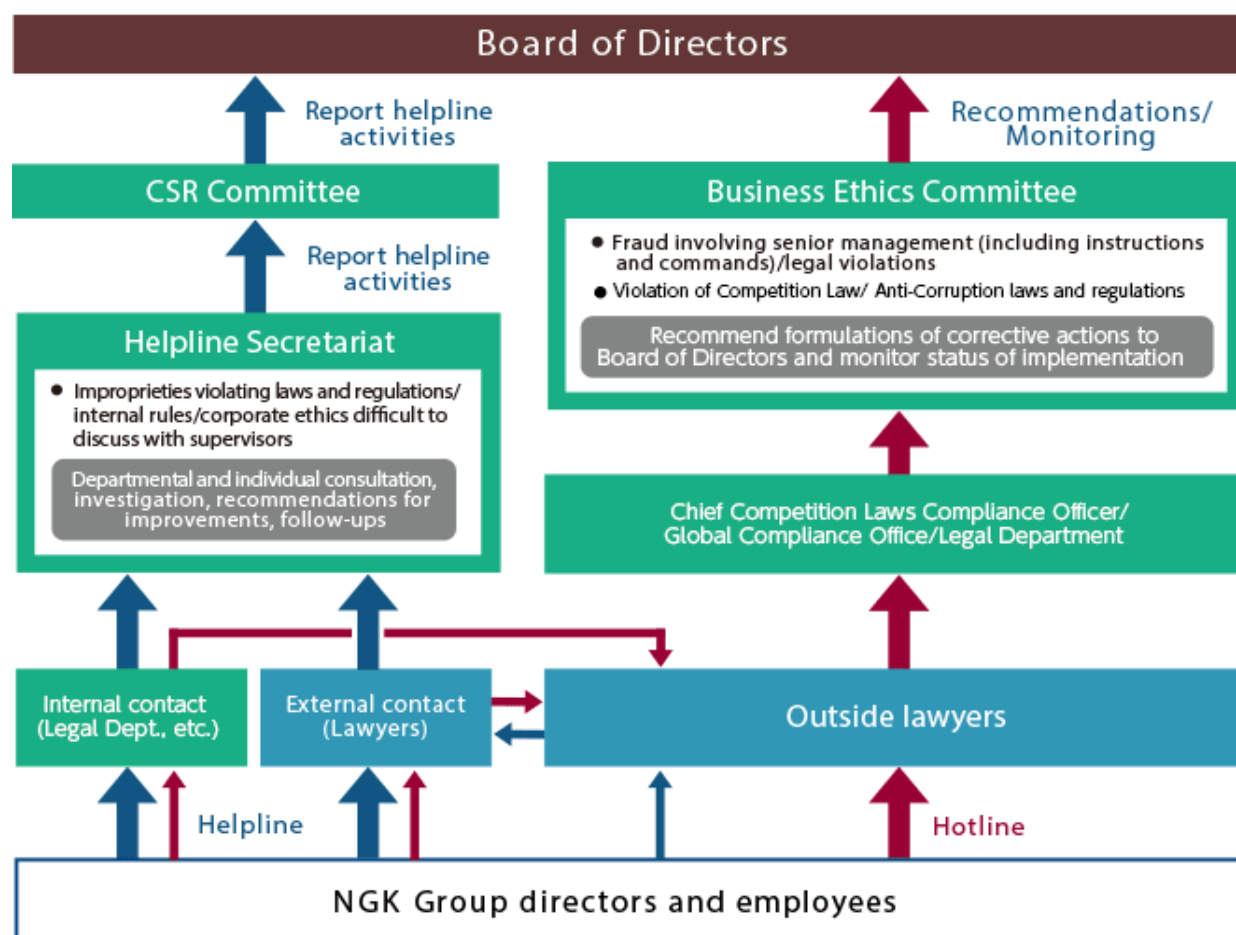 Board of Directors
Report helpline
activities
Recommendations/
Monitoring
CSR Committee
Business Ethics Committee
Report helpline
activities
● Fraud involving senior management (including instructions
and commands)/legal violations
● Violation of Competition Law/ Anti-Corruption laws and regulations
Recommend formulations of corrective actions to
Board of Directors and monitor status of implementation
Helpline Secretariat
● Improprieties violating laws and regulations/
internal rules/corporate ethics difficult to
discuss with supervisors
Departmental and individual consultation,
investigation, recommendations for
improvements, follow-ups
Chief Competition Laws Compliance Officer/
Global Compliance Office/Legal Department
Internal contact
(Legal Dept., etc.)
External contact
(Lawyers)
Outside lawyers
Helpline
Hotline
NGK Group directors and employees